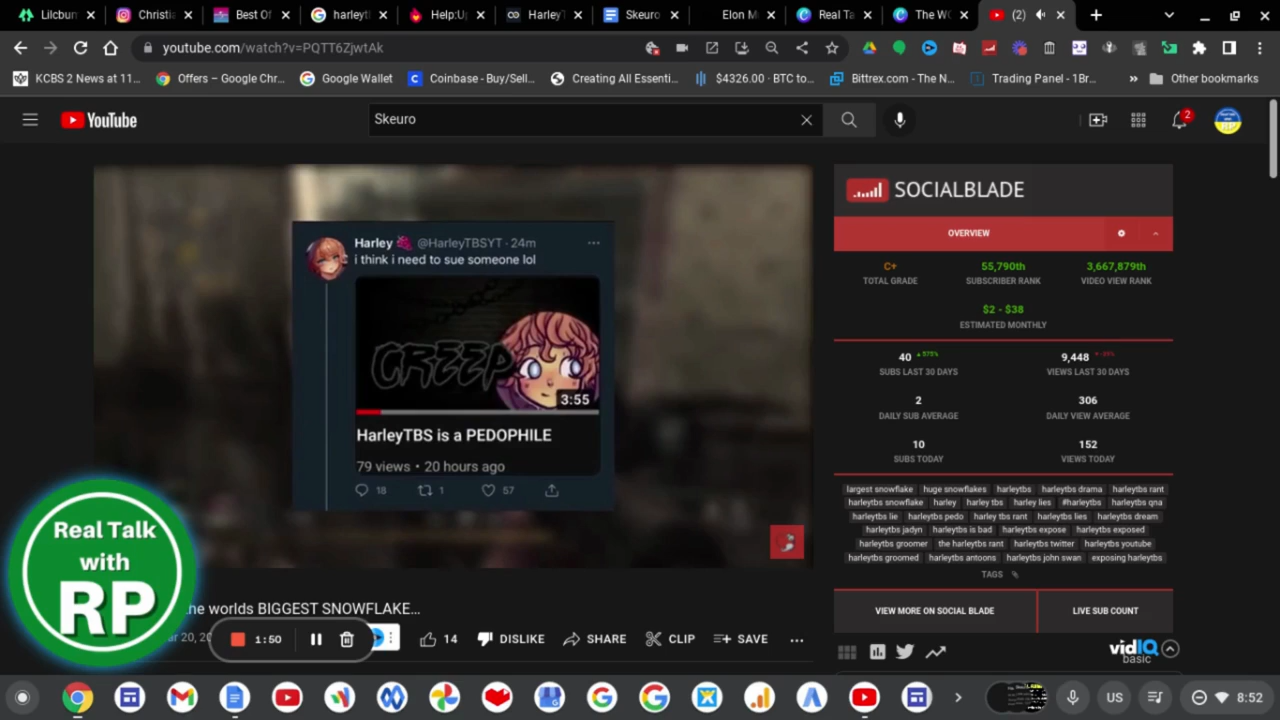 Lilcburn
Christia
Best Of
harleyti
Help:Up
HarleyT
Skeuro
Elon M
Real Ta
The WO
(2)
youtube.com/watch?v=PQTT6ZjwtAk
KCBS 2 News at 11...
Offers – Google Chr...
Google Wallet
Coinbase - Buy/Sell...
Creating All Essenti...
$4326.00 · BTC to...
Bittrex.com - The N...
Trading Panel - 1Br...
»
Other bookmarks
YouTube
Skeuro
2
SOCIALBLADE
OVERVIEW
C+
55,790th
3,667,879th
TOTAL GRADE
SUBSCRIBER RANK
VIDEO VIEW RANK
$2 - $38
ESTIMATED MONTHLY
40
9,448
SUBS LAST 30 DAYS
VIEWS LAST 30 DAYS
2
306
DAILY SUB AVERAGE
DAILY VIEW AVERAGE
10
152
SUBS TODAY
VIEWS TODAY
largest snowflake huge snowflakes harleytbs harleytbs drama harleytbs rant
harleytbs snowflake harley harley tbs harley lies #harleytbs harleytbs qna
harleytbs lie harleytbs pedo harley tbs rant harleytbs lies harleytbs dream
harleytbs jadyn harleytbs is bad harleytbs expose harleytbs exposed
harleytbs groomer the harleytbs rant harleytbs twitter harleytbs youtube
harleytbs groomed harleytbs antoons harleytbs john swan exposing harleytbs
TAGS
VIEW MORE ON SOCIAL BLADE
LIVE SUB COUNT
vidIQ
basic
Harley @HarleyTBSYT · 24m
i think i need to sue someone lol
CREEP
3:55
HarleyTBS is a PEDOPHILE
79 views • 20 hours ago
18
1
57
Real Talk
with
RP
the worlds BIGGEST SNOWFLAKE...
1:50
14
DISLIKE
SHARE
CLIP
SAVE
US
8:52